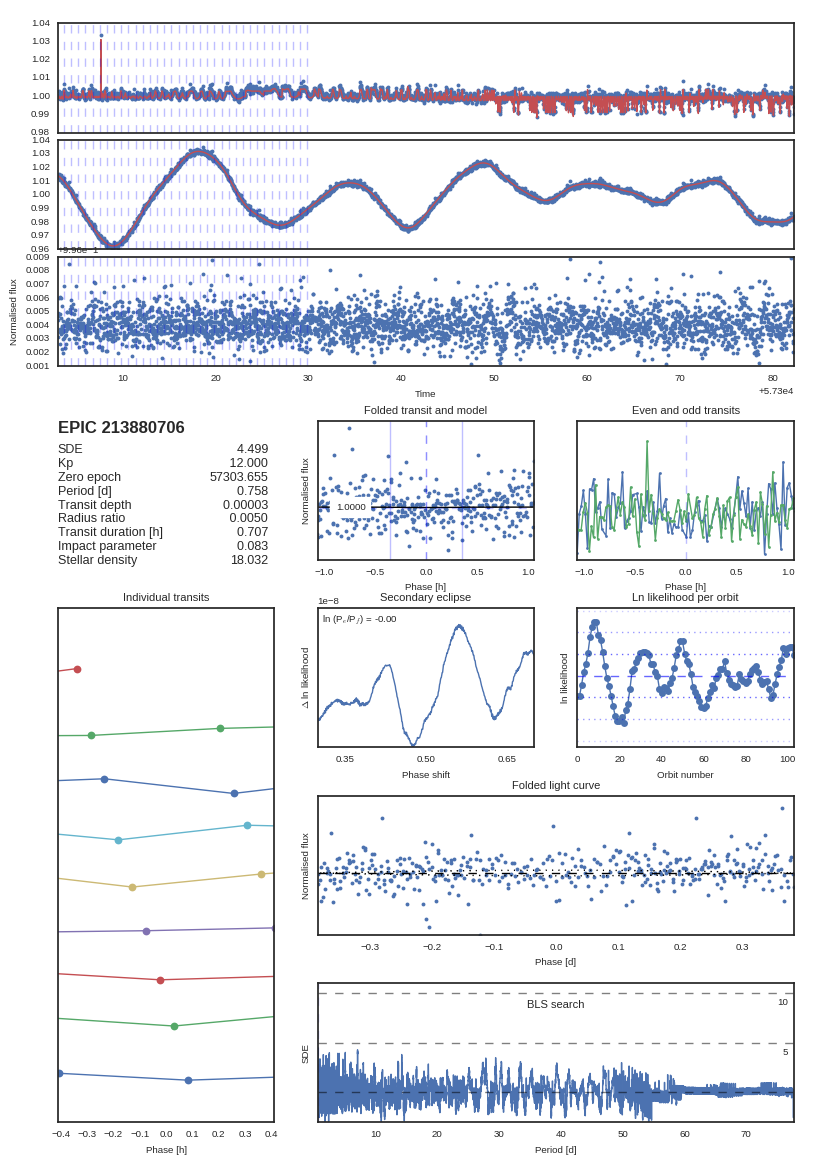 1.04
1.03
1.02
1.01
1.00
0.99
0.98
1.04
1.03
1.02
1.01
1.00
0.99
0.98
0.97
0.96
0.009
0.008
0.007
0.006
0.005
0.004
0.003
0.002
0.001
Normalised flux
10 20 30 40 50 60 70 80
Time
+5.73e4
EPIC 213880706
SDE 4.499
Kp 12.000
Zero epoch 57303.655
Period [d] 0.758
Transit depth 0.00003
Radius ratio 0.0050
Transit duration [h] 0.707
Impact parameter 0.083
Stellar density 18.032
Folded transit and model
Normalised flux
1.0000
−1.0 −0.5 0.0 0.5 1.0
Phase [h]
Even and odd transits
−1.0 −0.5 0.0 0.5 1.0
Phase [h]
Individual transits
−0.4 −0.3 −0.2 −0.1 0.0 0.1 0.2 0.3 0.4
Phase [h]
Secondary eclipse
1e−8
ln (Pₑ/P𝑓) = -0.00
Δ ln likelihood
0.35 0.50 0.65
Phase shift
Ln likelihood per orbit
ln likelihood
0 20 40 60 80 100
Orbit number
Folded light curve
Normalised flux
−0.3 −0.2 −0.1 0.0 0.1 0.2 0.3
Phase [d]
BLS search
10
5
SDE
10 20 30 40 50 60 70
Period [d]